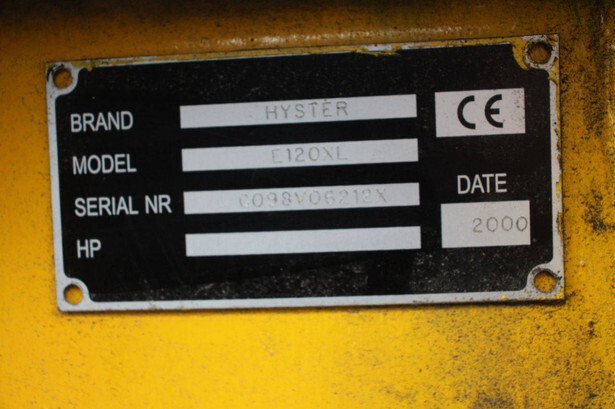 BRAND HYSTER CE
MODEL E120XL
SERIAL NR C098V06212X DATE
HP 2000